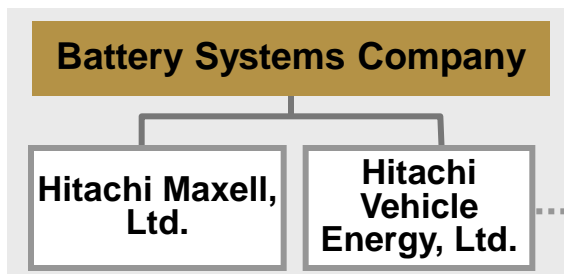 Battery Systems Company
Hitachi Maxell,
Ltd.
Hitachi
Vehicle
Energy, Ltd.